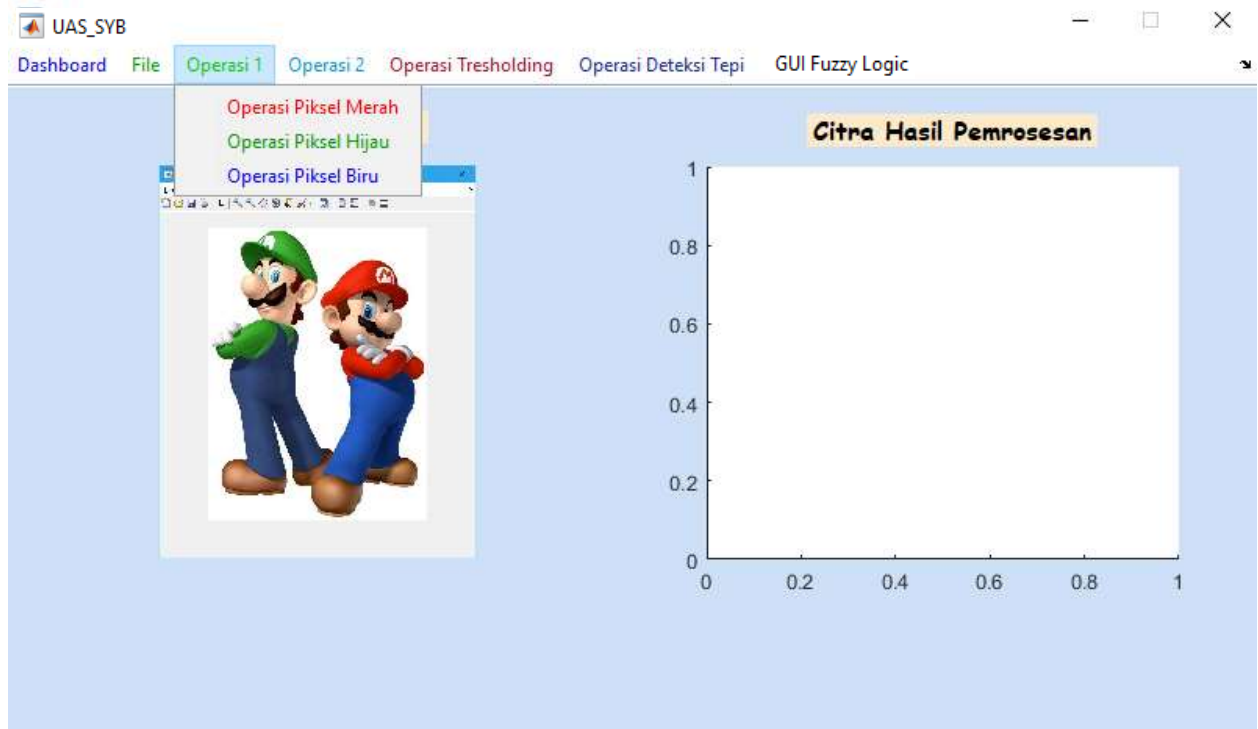 UAS_SYB
Dashboard File Operasi 1 Operasi 2 Operasi Tresholding Operasi Deteksi Tepi GUI Fuzzy Logic
Operasi Piksel Merah
Operasi Piksel Hijau
Operasi Piksel Biru
Citra Hasil Pemrosesan
1
0.8
0.6
0.4
0.2
0
0 0.2 0.4 0.6 0.8 1
M